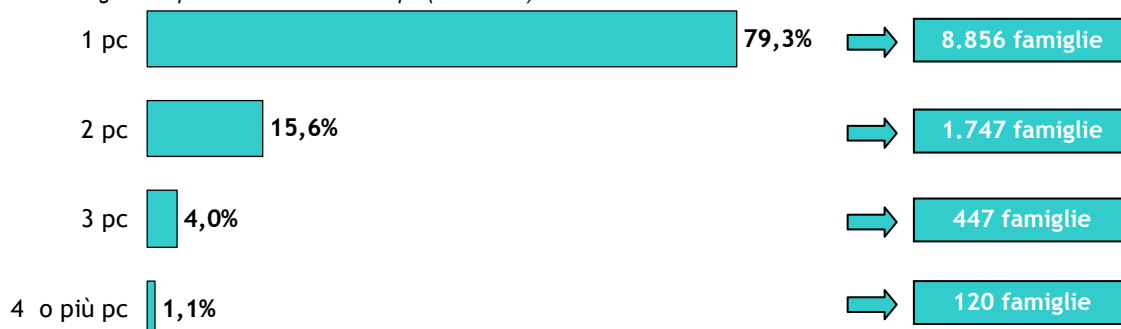 1 pc 79,3% 8.856 famiglie
2 pc 15,6% 1.747 famiglie
3 pc 4,0% 447 famiglie
4 o più pc 1,1% 120 famiglie